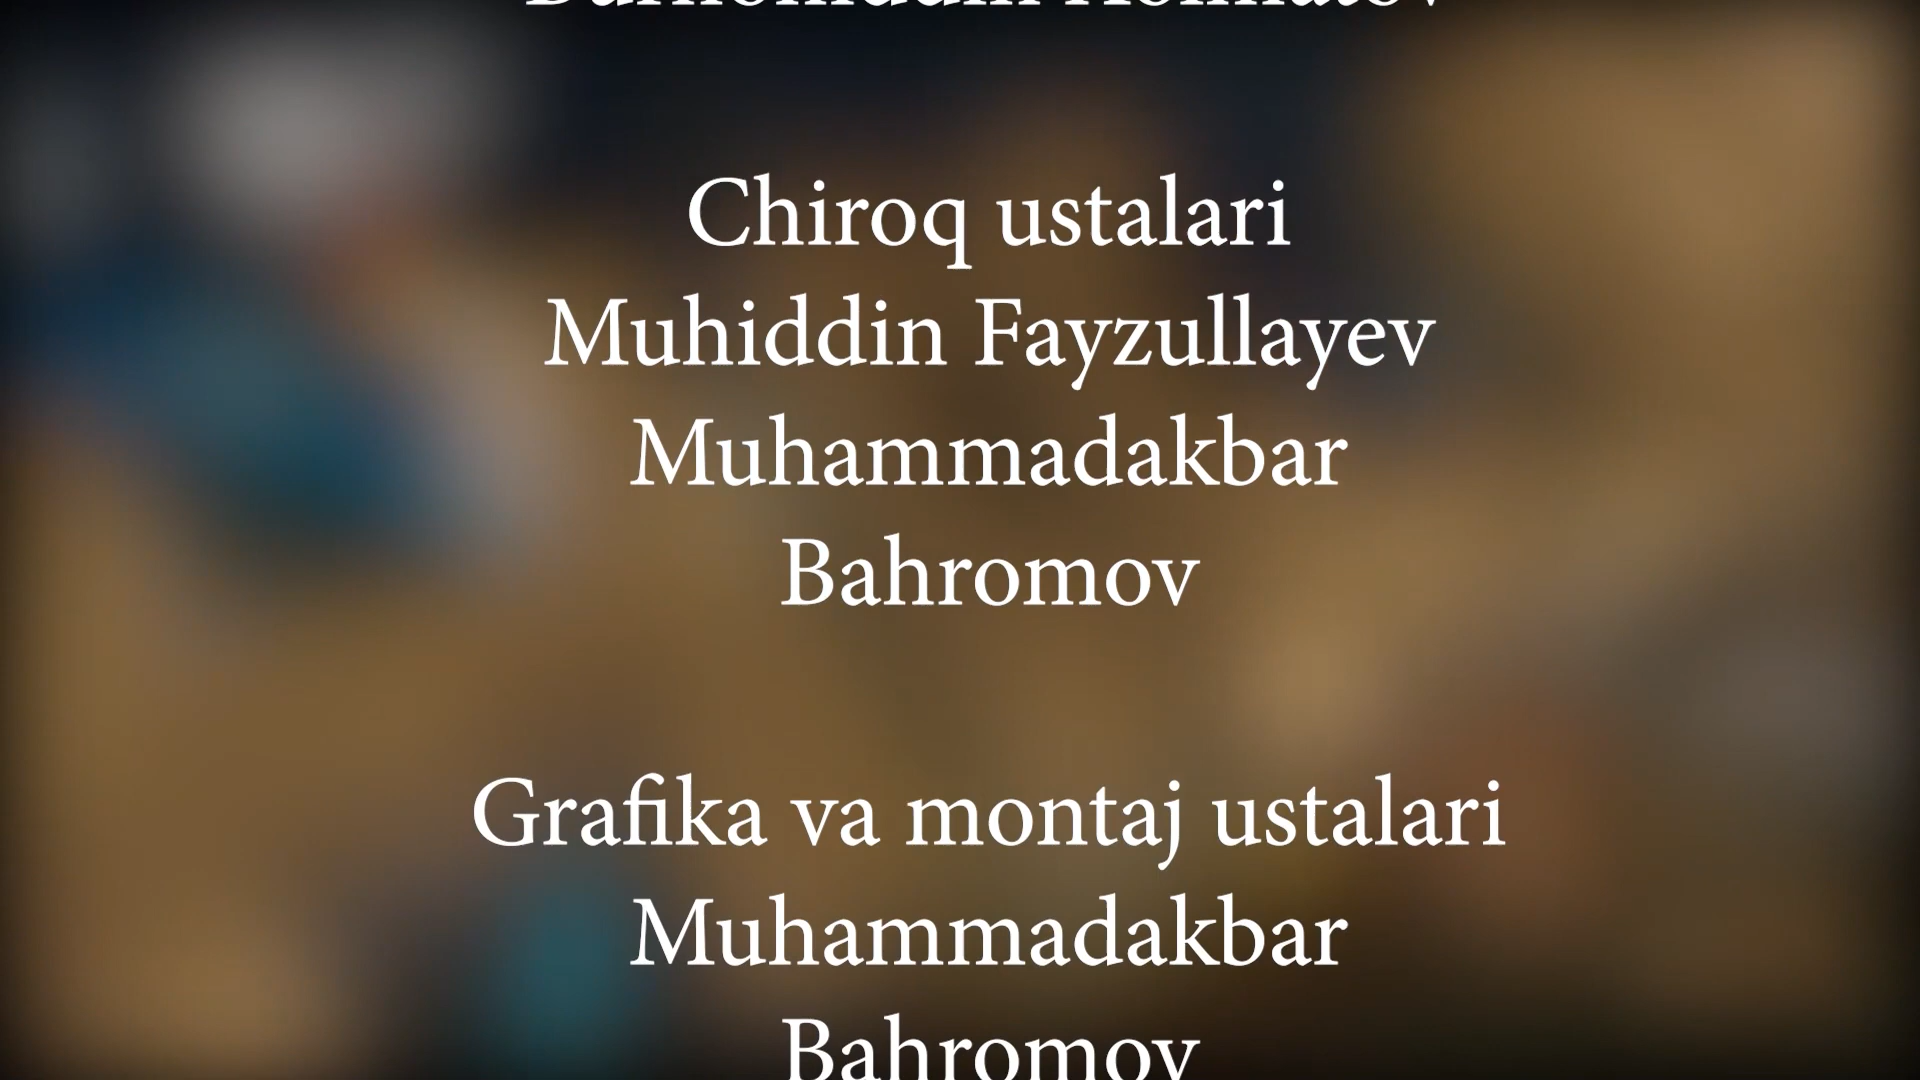 Chiroq ustalari
Muhiddin Fayzullayev
Muhammadakbar
Bahromov
Grafika va montaj ustalari
Muhammadakbar
Bahromov